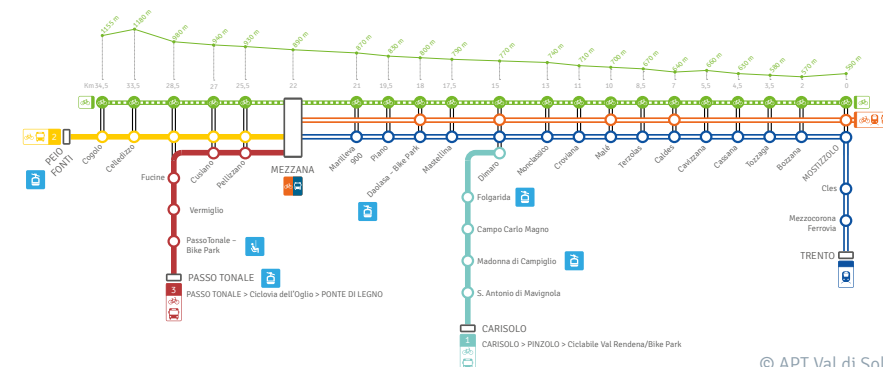 1155 m
1180 m
980 m
940 m
930 m
890 m
870 m
830 m
800 m
790 m
770 m
740 m
710 m
700 m
670 m
640 m
660 m
610 m
580 m
570 m
590 m
Km 34,5 33,5 28,5 27 25,5 22 21 19,5 18 17,5 15 13 11 10 8,5 7 5,5 4,5 3,5 2 0
2
PEIO
FONTI
Cogolo
Celledizzo
Cusiano
Pellizzano
MEZZANA
Marilleva
900
Piano
Daolasa - Bike Park
Mastellina
Dimaro
Monclassico
Croviana
Malè
Terzolas
Caldes
Cavizzana
Cassana
Tozzaga
Bozzana
MOSTIZZOLO
Fucine
Vermiglio
Passo Tonale -
Bike Park
PASSO TONALE
3
PASSO TONALE > Ciclovia dell'Oglio > PONTE DI LEGNO
Folgarida
Campo Carlo Magno
Madonna di Campiglio
S. Antonio di Mavignola
CARISOLO
1
CARISOLO > PINZOLO > Ciclabile Val Rendena/Bike Park
Cles
Mezzocorona
Ferrovia
TRENTO
© APT Val di Sol